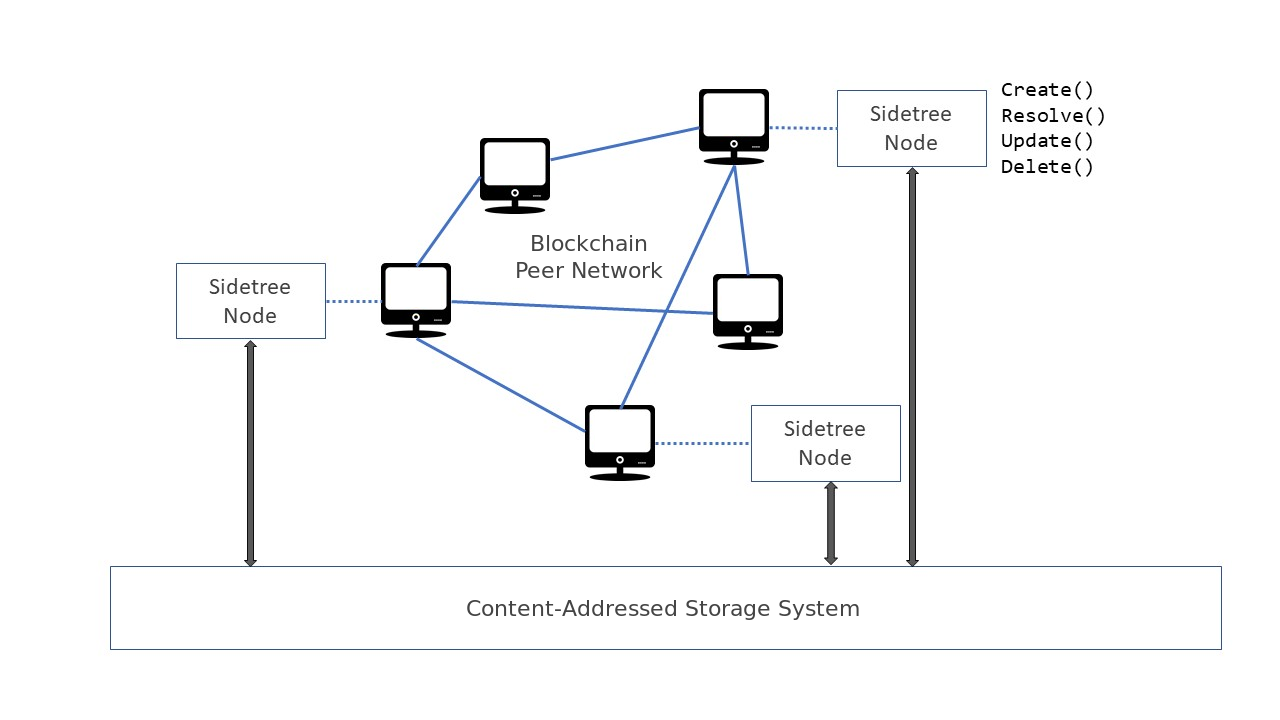 Sidetree
Node
Create()
Resolve()
Update()
Delete()
Blockchain
Peer Network
Sidetree
Node
Sidetree
Node
Content-Addressed Storage System